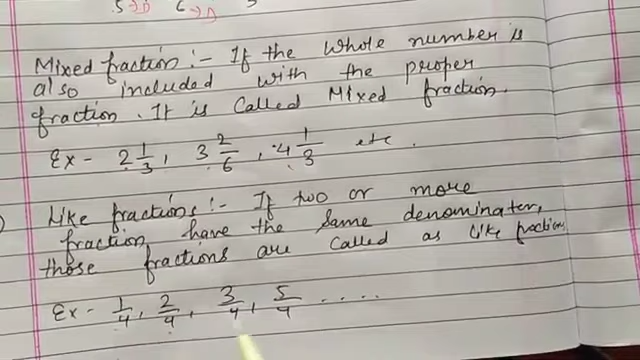 Mixed fraction :- If the whole number is
also included with the proper
fraction. It is called Mixed fraction.
Ex - 2 1/3, 3 2/6, 4 1/3 etc.
Like fractions :- If two or more
fraction have the same denominater,
those fractions are called as like fraction
Ex - 1/4, 2/4, 3/4, 5/4 .....